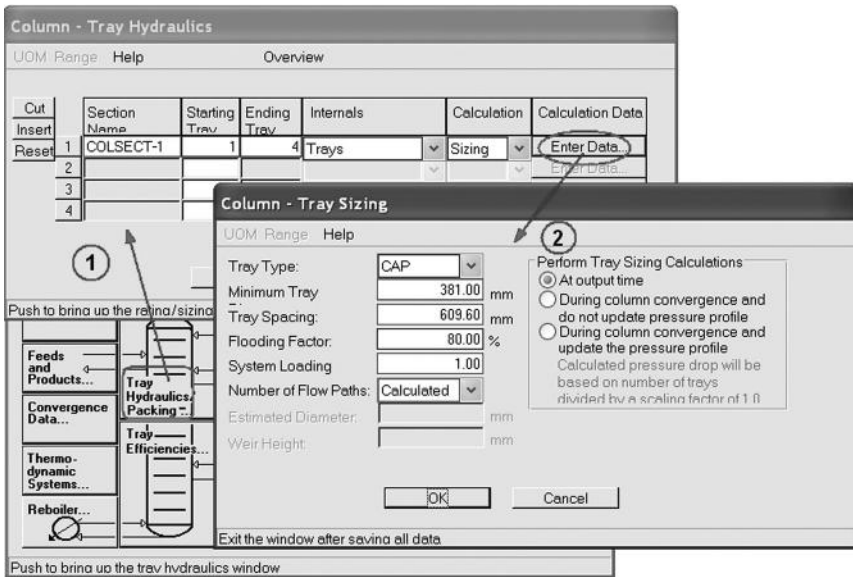 Column - Tray Hydraulics
UOM Range Help Overview
Cut
Insert
Reset
Section Name
Starting Tray
Ending Tray
Internals
Calculation
Calculation Data
1 COLSECT-1 1 4 Trays Sizing Enter Data...
2 Enter Data...
3
4
1
Push to bring up the rating/sizing
Feeds
and
Products...
Convergence
Data...
Thermo-
dynamic
Systems...
Reboiler...
Tray
Hydraulics/
Packing ...
Tray
Efficiencies...
Push to bring up the tray hydraulics window
Column - Tray Sizing
UOM Range Help
2
Tray Type: CAP
Minimum Tray 381.00 mm
Tray Spacing: 609.60 mm
Flooding Factor: 80.00 %
System Loading 1.00
Number of Flow Paths: Calculated
Estimated Diameter: mm
Weir Height: mm
Perform Tray Sizing Calculations
At output time
During column convergence and
do not update pressure profile
During column convergence and
update the pressure profile
Calculated pressure drop will be
based on number of trays
divided by a scaling factor of 1.0
OK Cancel
Exit the window after saving all data